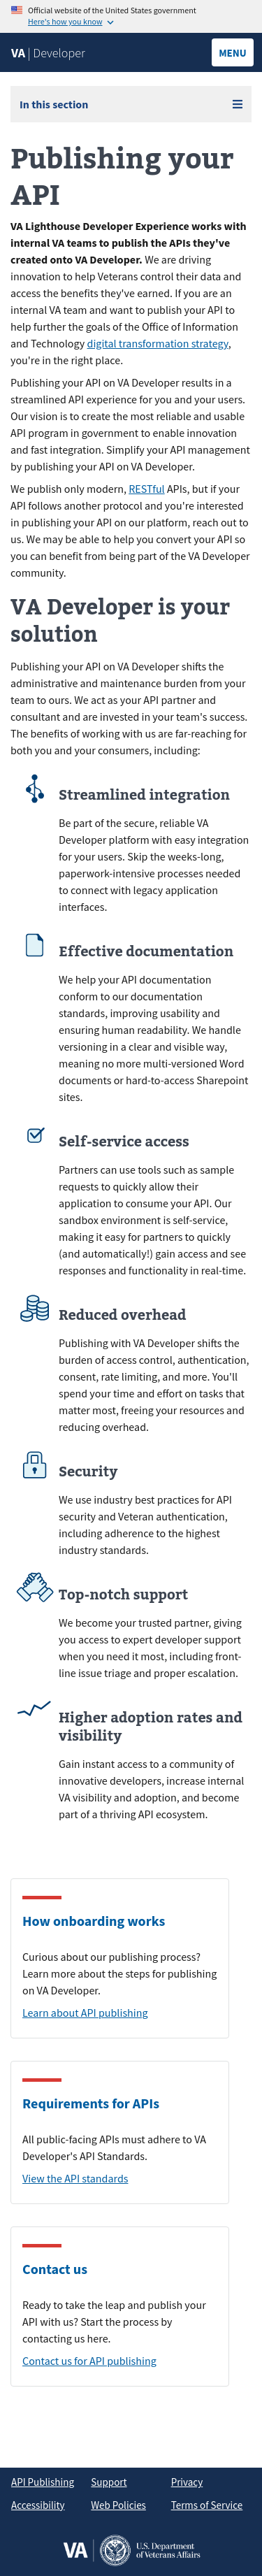 Official website of the United States government
Here's how you know
VA | Developer
MENU
In this section
Publishing your
API
VA Lighthouse Developer Experience works with
internal VA teams to publish the APIs they've
created onto VA Developer. We are driving
innovation to help Veterans control their data and
access the benefits they've earned. If you are an
internal VA team and want to publish your API to
help further the goals of the Office of Information
and Technology digital transformation strategy,
you're in the right place.
Publishing your API on VA Developer results in a
streamlined API experience for you and your users.
Our vision is to create the most reliable and usable
API program in government to enable innovation
and fast integration. Simplify your API management
by publishing your API on VA Developer.
We publish only modern, RESTful APIs, but if your
API follows another protocol and you're interested
in publishing your API on our platform, reach out to
us. We may be able to help you convert your API so
you can benefit from being part of the VA Developer
community.
VA Developer is your
solution
Publishing your API on VA Developer shifts the
administrative and maintenance burden from your
team to ours. We act as your API partner and
consultant and are invested in your team's success.
The benefits of working with us are far-reaching for
both you and your consumers, including:
Streamlined integration
Be part of the secure, reliable VA
Developer platform with easy integration
for your users. Skip the weeks-long,
paperwork-intensive processes needed
to connect with legacy application
interfaces.
Effective documentation
We help your API documentation
conform to our documentation
standards, improving usability and
ensuring human readability. We handle
versioning in a clear and visible way,
meaning no more multi-versioned Word
documents or hard-to-access Sharepoint
sites.
Self-service access
Partners can use tools such as sample
requests to quickly allow their
application to consume your API. Our
sandbox environment is self-service,
making it easy for partners to quickly
(and automatically!) gain access and see
responses and functionality in real-time.
Reduced overhead
Publishing with VA Developer shifts the
burden of access control, authentication,
consent, rate limiting, and more. You'll
spend your time and effort on tasks that
matter most, freeing your resources and
reducing overhead.
Security
We use industry best practices for API
security and Veteran authentication,
including adherence to the highest
industry standards.
Top-notch support
We become your trusted partner, giving
you access to expert developer support
when you need it most, including front-
line issue triage and proper escalation.
Higher adoption rates and
visibility
Gain instant access to a community of
innovative developers, increase internal
VA visibility and adoption, and become
part of a thriving API ecosystem.
How onboarding works
Curious about our publishing process?
Learn more about the steps for publishing
on VA Developer.
Learn about API publishing
Requirements for APIs
All public-facing APIs must adhere to VA
Developer's API Standards.
View the API standards
Contact us
Ready to take the leap and publish your
API with us? Start the process by
contacting us here.
Contact us for API publishing
API Publishing Support Privacy
Accessibility Web Policies Terms of Service
VA | U.S. Department
of Veterans Affairs